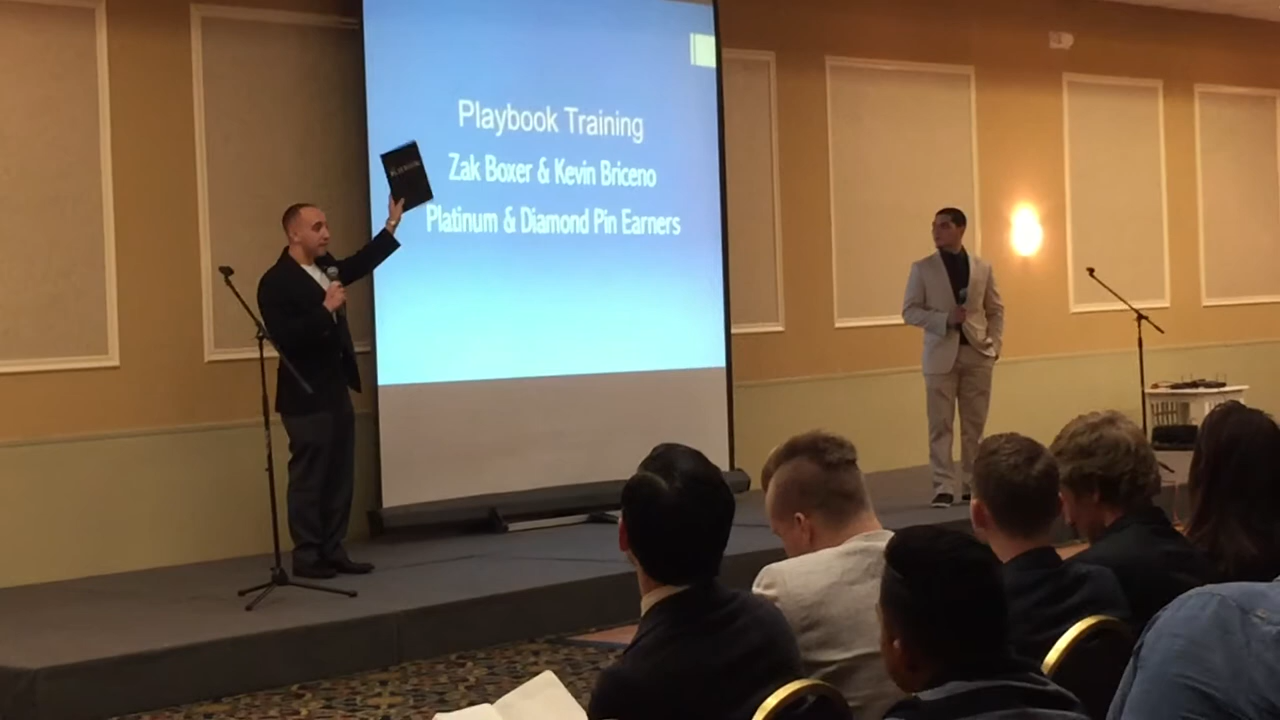 Playbook Training
Zak Boxer & Kevin Briceno
Platinum & Diamond Pin Earners